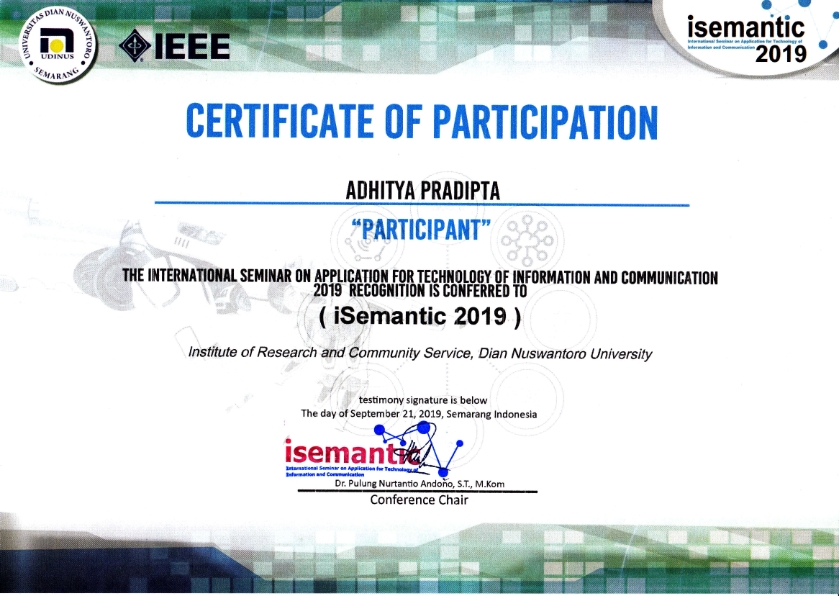 UNIVERSITAS DIAN NUSWANTORO
UDINUS
SEMARANG
IEEE
isemantic
International Seminar on Application for Technology of
Information and Communication
2019
CERTIFICATE OF PARTICIPATION
ADHITYA PRADIPTA
“PARTICIPANT”
THE INTERNATIONAL SEMINAR ON APPLICATION FOR TECHNOLOGY OF INFORMATION AND COMMUNICATION
2019 RECOGNITION IS CONFERRED TO
( iSemantic 2019 )
Institute of Research and Community Service, Dian Nuswantoro University
testimony signature is below
The day of September 21, 2019, Semarang Indonesia
isemantic
International Seminar on Application for Technology of
Information and Communication
Dr. Pulung Nurtantio Andono, S.T., M.Kom
Conference Chair